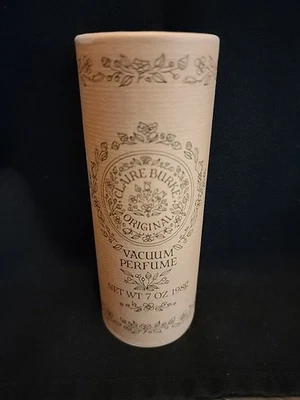 CLAIRE BURKE
ORIGINAL
VACUUM
PERFUME
NET WT 7 OZ 198g